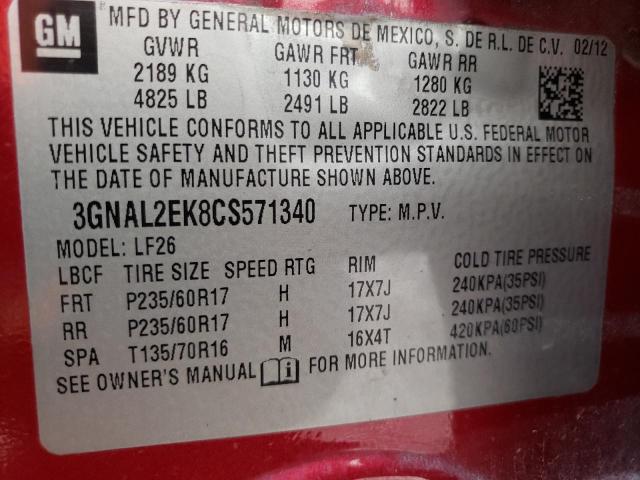 GM
MFD BY GENERAL MOTORS DE MEXICO, S. DE R.L. DE C.V. 02/12
GVWR GAWR FRT GAWR RR
2189 KG 1130 KG 1280 KG
4825 LB 2491 LB 2822 LB
THIS VEHICLE CONFORMS TO ALL APPLICABLE U.S. FEDERAL MOTOR
VEHICLE SAFETY AND THEFT PREVENTION STANDARDS IN EFFECT ON
THE DATE OF MANUFACTURE SHOWN ABOVE.
3GNAL2EK8CS571340 TYPE: M.P.V.
MODEL: LF26
LBCF TIRE SIZE SPEED RTG RIM COLD TIRE PRESSURE
FRT P235/60R17 H 17X7J 240KPA(35PSI)
RR P235/60R17 H 17X7J 240KPA(35PSI)
SPA T135/70R16 M 16X4T 420KPA(60PSI)
SEE OWNER'S MANUAL i FOR MORE INFORMATION.